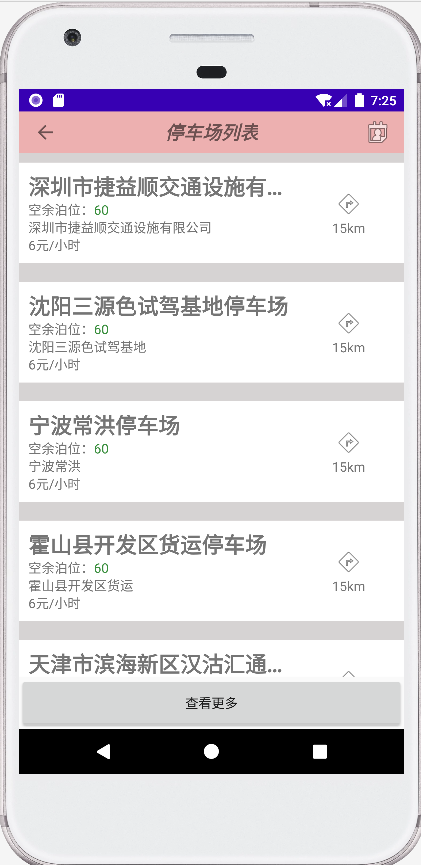 7:25
停车场列表
深圳市捷益顺交通设施有...
空余泊位：60
深圳市捷益顺交通设施有限公司
6元/小时
15km
沈阳三源色试驾基地停车场
空余泊位：60
沈阳三源色试驾基地
6元/小时
15km
宁波常洪停车场
空余泊位：60
宁波常洪
6元/小时
15km
霍山县开发区货运停车场
空余泊位：60
霍山县开发区货运
6元/小时
15km
天津市滨海新区汉沽汇通...
查看更多